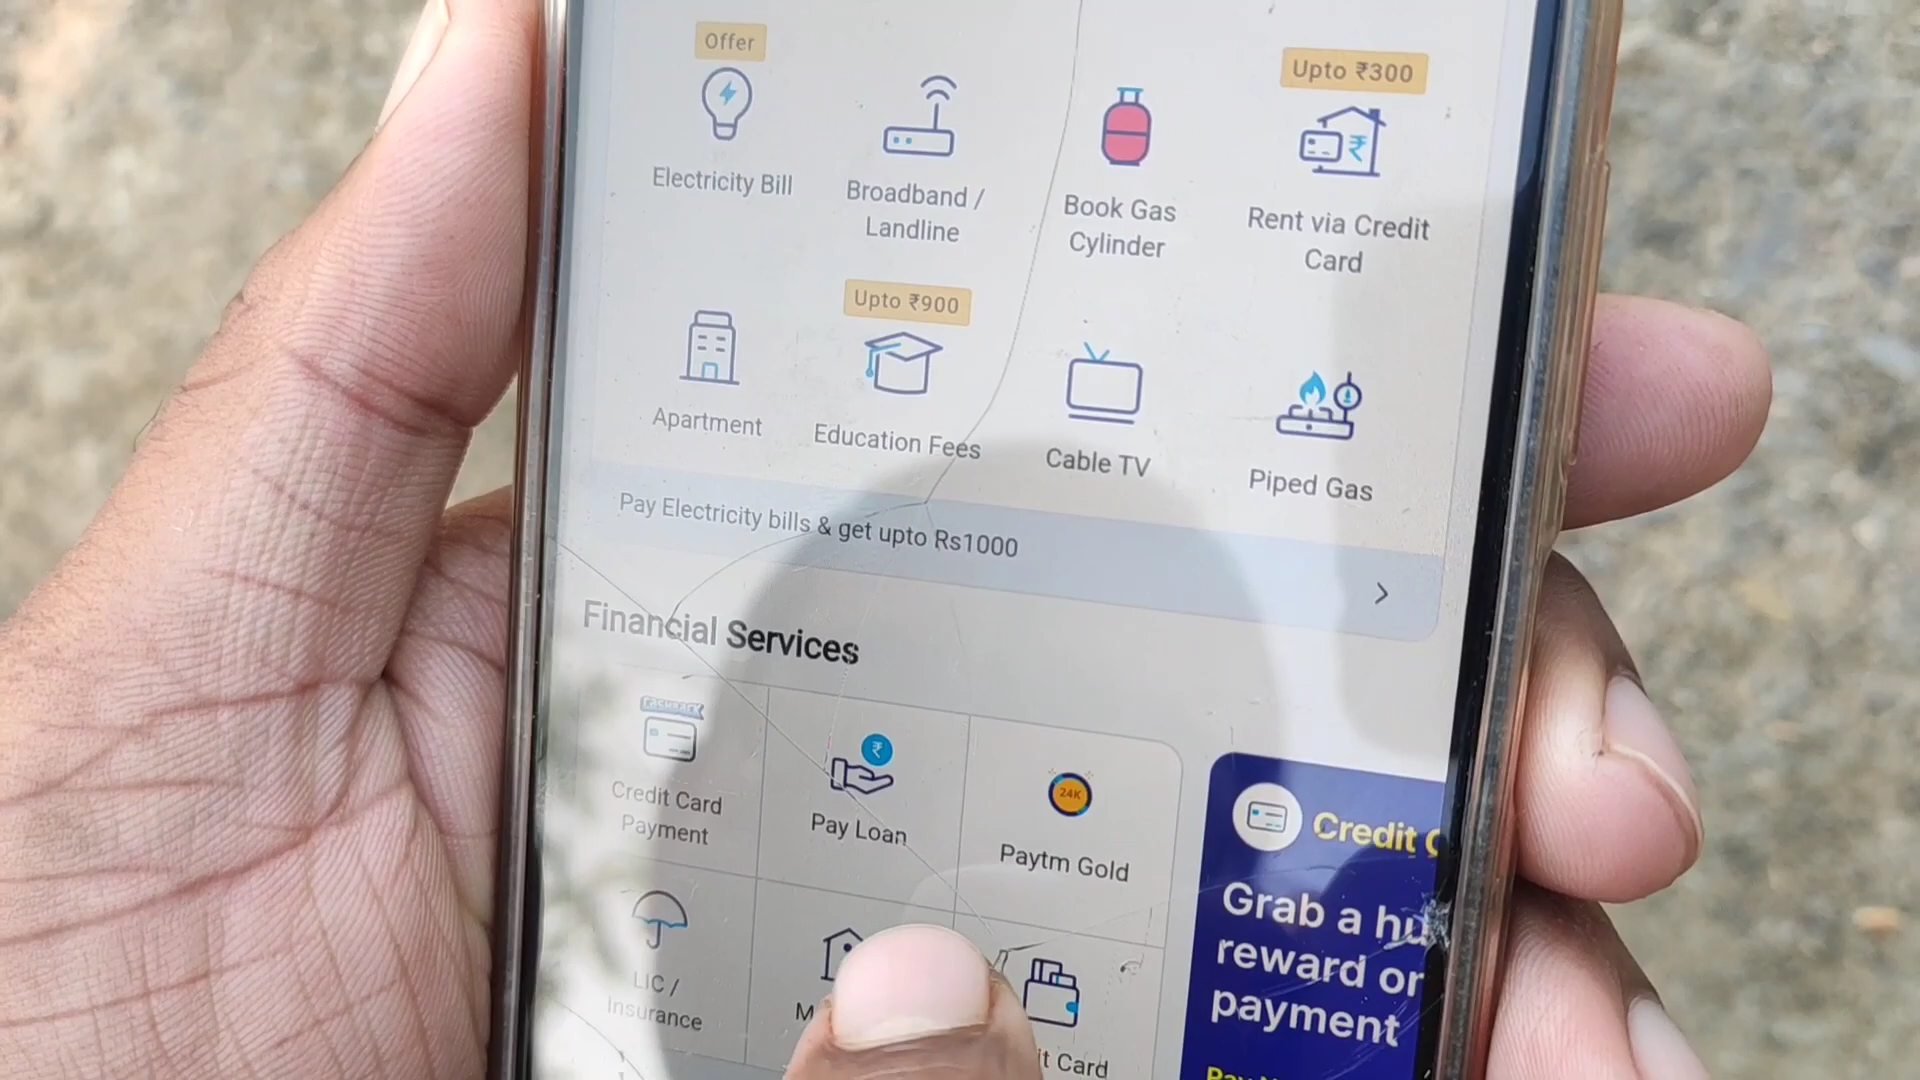 Offer
Upto ₹300
Electricity Bill
Broadband /
Landline
Book Gas
Cylinder
Rent via Credit
Card
Upto ₹900
Apartment
Education Fees
Cable TV
Piped Gas
Pay Electricity bills & get upto Rs1000
Financial Services
CASHBACK
Credit Card
Payment
₹
Pay Loan
24K
Paytm Gold
LIC /
Insurance
M
it Card
Credit C
Grab a hu
reward or
payment